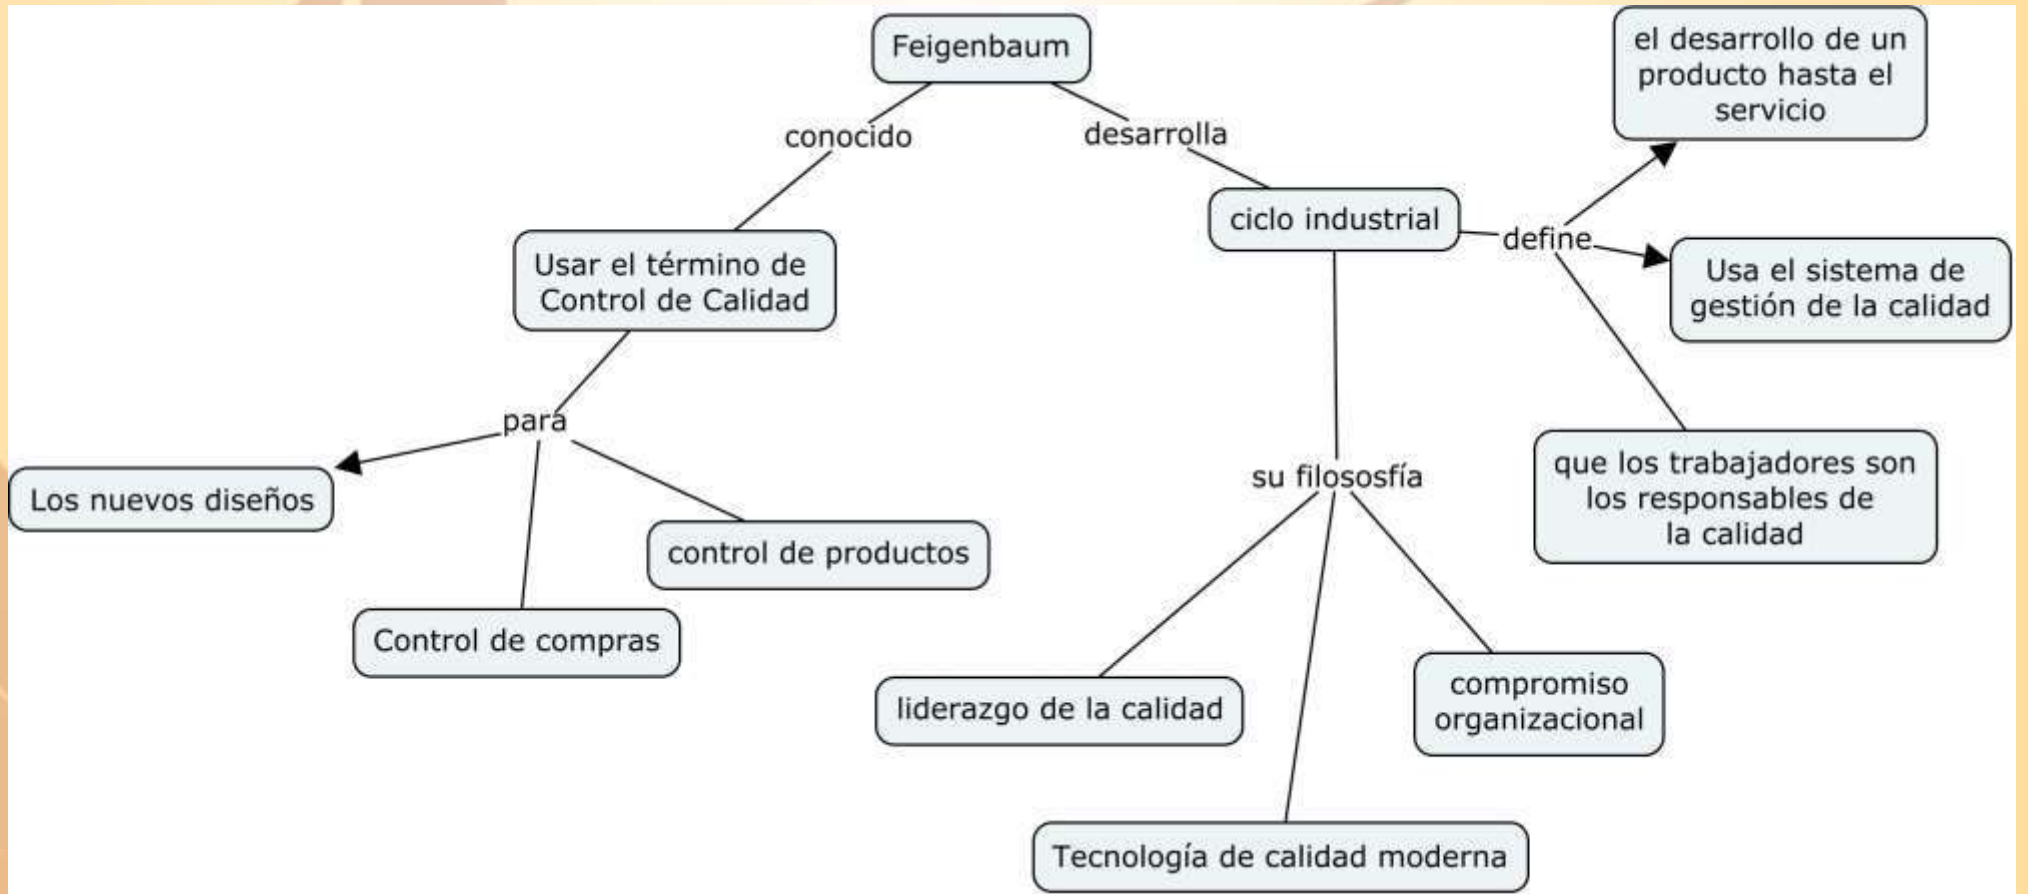 Feigenbaum
conocido
desarrolla
el desarrollo de un
producto hasta el
servicio
ciclo industrial
define
Usa el sistema de
gestión de la calidad
que los trabajadores son
los responsables de
la calidad
Usar el término de
Control de Calidad
para
Los nuevos diseños
control de productos
Control de compras
su filososfía
liderazgo de la calidad
compromiso
organizacional
Tecnología de calidad moderna